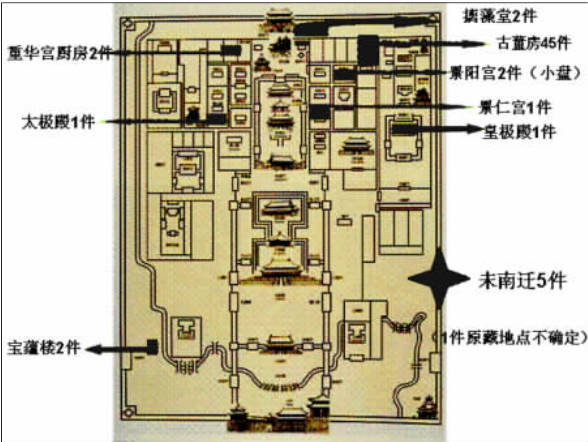 摛藻堂2件
重华宫厨房2件
古董房45件
景阳宫2件（小盘）
景仁宫1件
太极殿1件
皇极殿1件
未南迁5件
（1件原藏地点不确定）
宝蕴楼2件